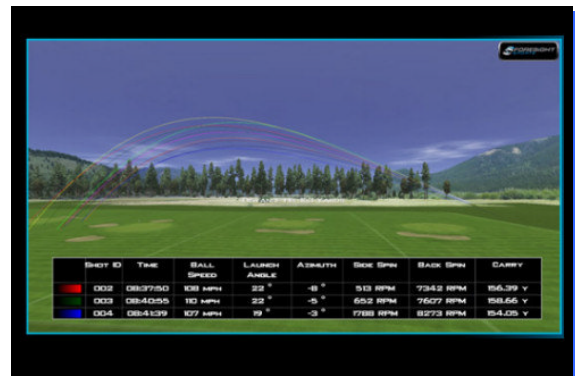 FORESIGHT
SHOT ID TIME BALL SPEED LAUNCH ANGLE AZIMUTH SIDE SPIN BACK SPIN CARRY
002 08:37:50 108 MPH 22 ° -8 ° 513 RPM 7342 RPM 156.39 Y
003 08:40:55 110 MPH 22 ° -5 ° 652 RPM 7607 RPM 158.66 Y
004 08:41:39 107 MPH 19 ° -3 ° 1788 RPM 8273 RPM 154.05 Y